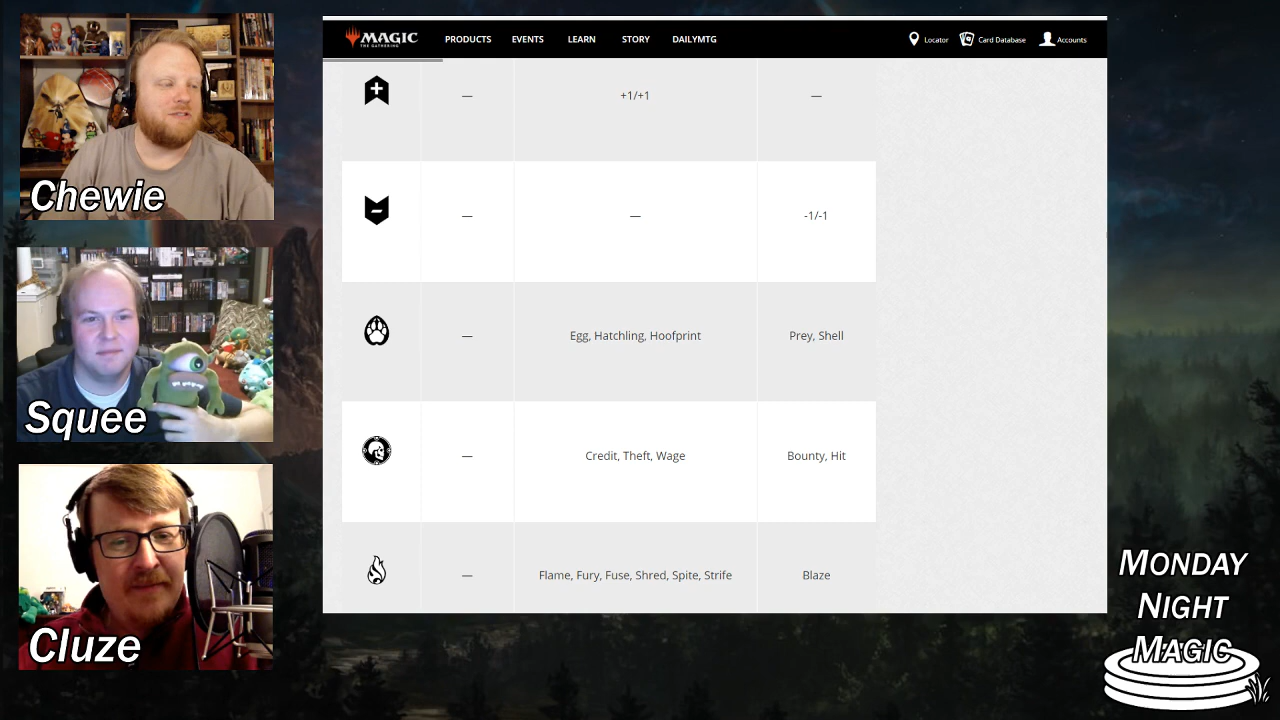 MAGIC
THE GATHERING
PRODUCTS EVENTS LEARN STORY DAILYMTG
Locator Card Database Accounts
— +1/+1 —
— — -1/-1
— Egg, Hatchling, Hoofprint Prey, Shell
— Credit, Theft, Wage Bounty, Hit
— Flame, Fury, Fuse, Shred, Spite, Strife Blaze
Chewie
Squee
Cluze
MONDAY
NIGHT
MAGIC